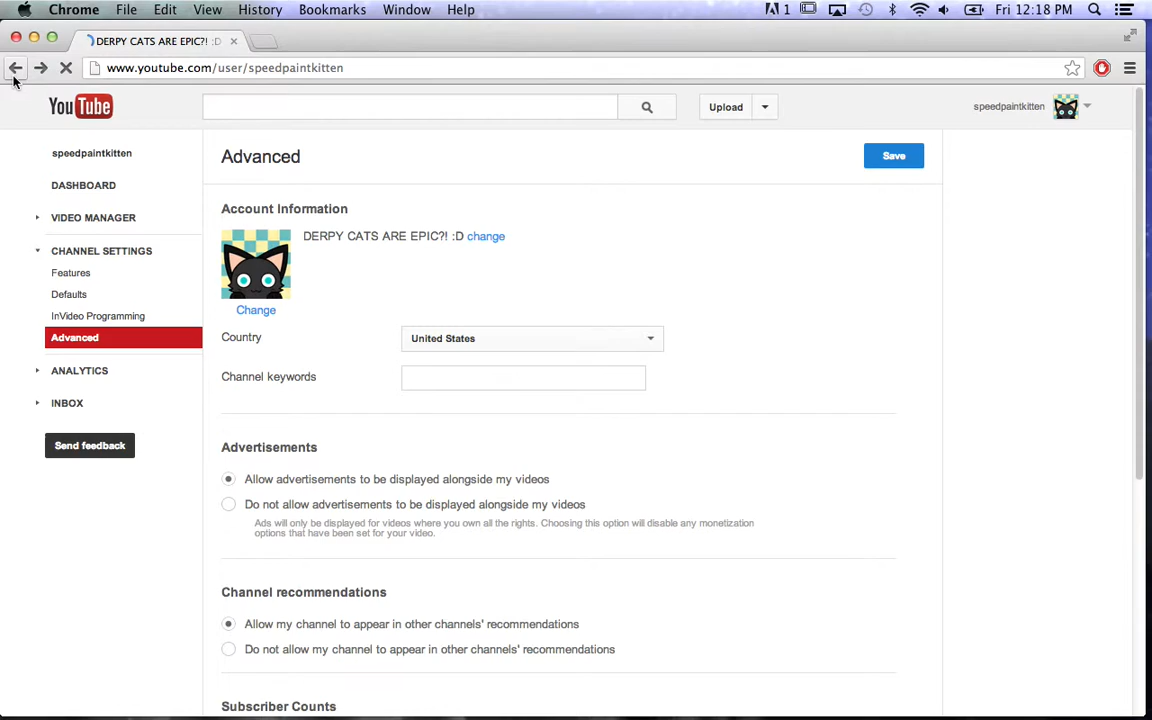 Chrome File Edit View History Bookmarks Window Help 1 Fri 12:18 PM
DERPY CATS ARE EPIC?! :D
www.youtube.com/user/speedpaintkitten
YouTube Upload speedpaintkitten
speedpaintkitten
DASHBOARD
VIDEO MANAGER
CHANNEL SETTINGS
Features
Defaults
InVideo Programming
Advanced
ANALYTICS
INBOX
Send feedback
Advanced Save
Account Information
DERPY CATS ARE EPIC?! :D change
Change
Country United States
Channel keywords
Advertisements
Allow advertisements to be displayed alongside my videos
Do not allow advertisements to be displayed alongside my videos
Ads will only be displayed for videos where you own all the rights. Choosing this option will disable any monetization
options that have been set for your video.
Channel recommendations
Allow my channel to appear in other channels' recommendations
Do not allow my channel to appear in other channels' recommendations
Subscriber Counts